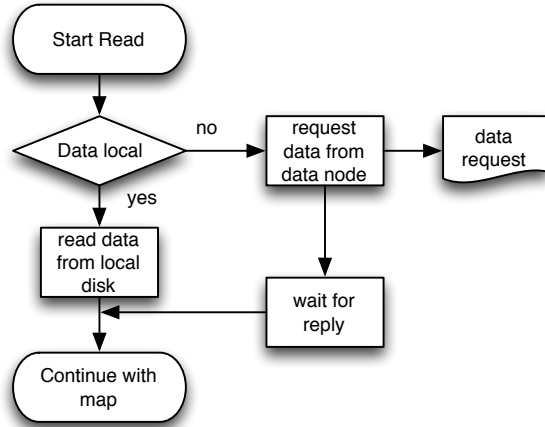 Start Read
Data local
no
request
data from
data node
data
request
yes
read data
from local
disk
wait for
reply
Continue with
map